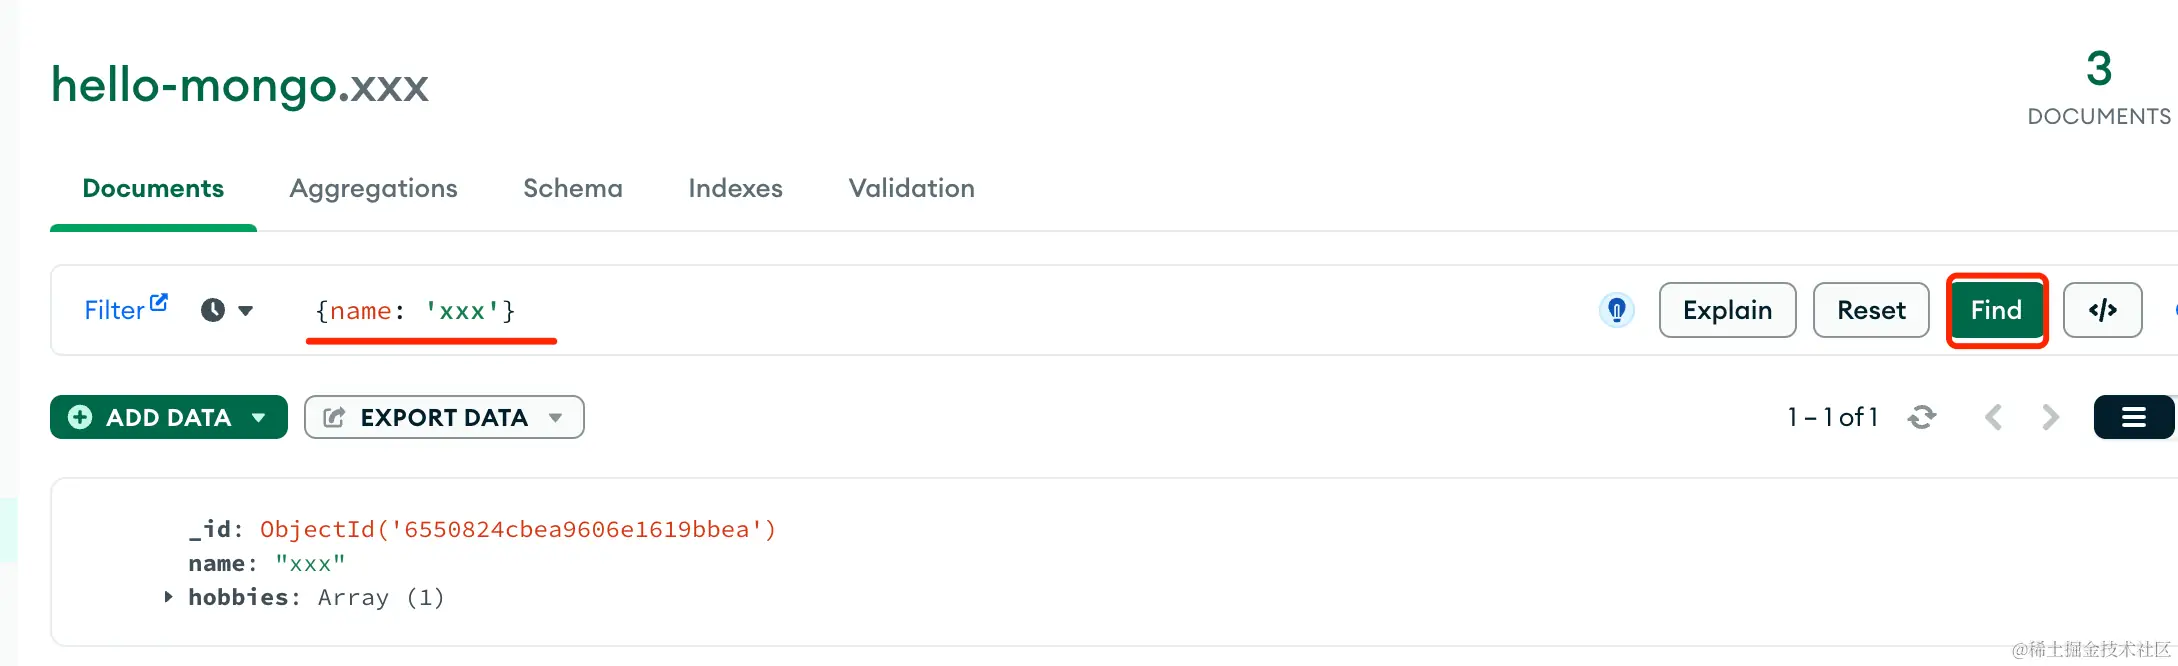 hello-mongo.xxx
3
DOCUMENTS
Documents Aggregations Schema Indexes Validation
Filter {name: 'xxx'} Explain Reset Find </>
ADD DATA EXPORT DATA 1 – 1 of 1
_id: ObjectId('6550824cbea9606e1619bbea')
name: "xxx"
hobbies: Array (1)
@稀土掘金技术社区